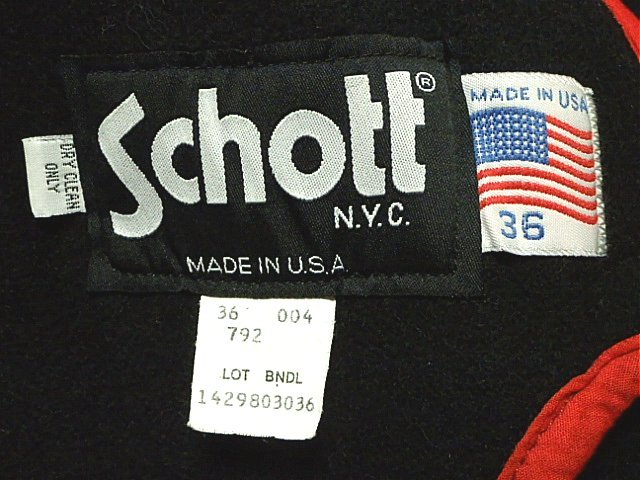 Schott®
N.Y.C.
MADE IN U.S.A
MADE IN USA
36
DRY CLEAN
ONLY
36 004
792
LOT BNDL
1429803036